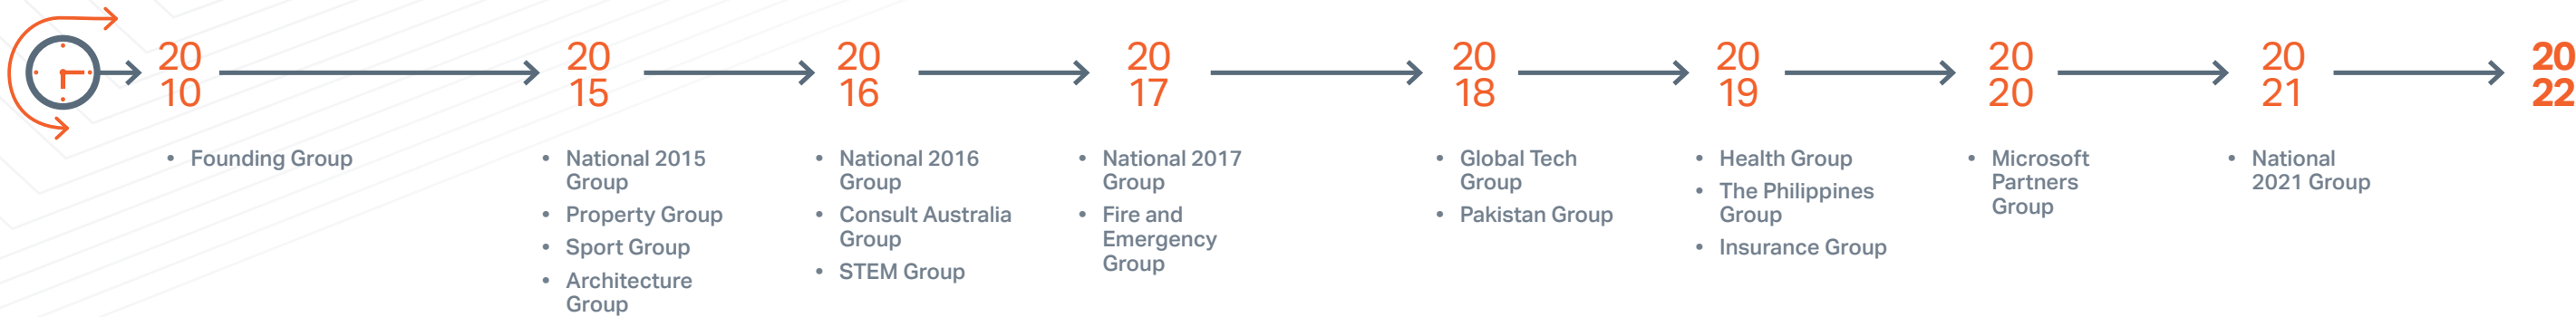 20
10
20
15
20
16
20
17
20
18
20
19
20
20
20
21
20
22
• Founding Group
• National 2015
Group
• Property Group
• Sport Group
• Architecture
Group
• National 2016
Group
• Consult Australia
Group
• STEM Group
• National 2017
Group
• Fire and
Emergency
Group
• Global Tech
Group
• Pakistan Group
• Health Group
• The Philippines
Group
• Insurance Group
• Microsoft
Partners
Group
• National
2021 Group